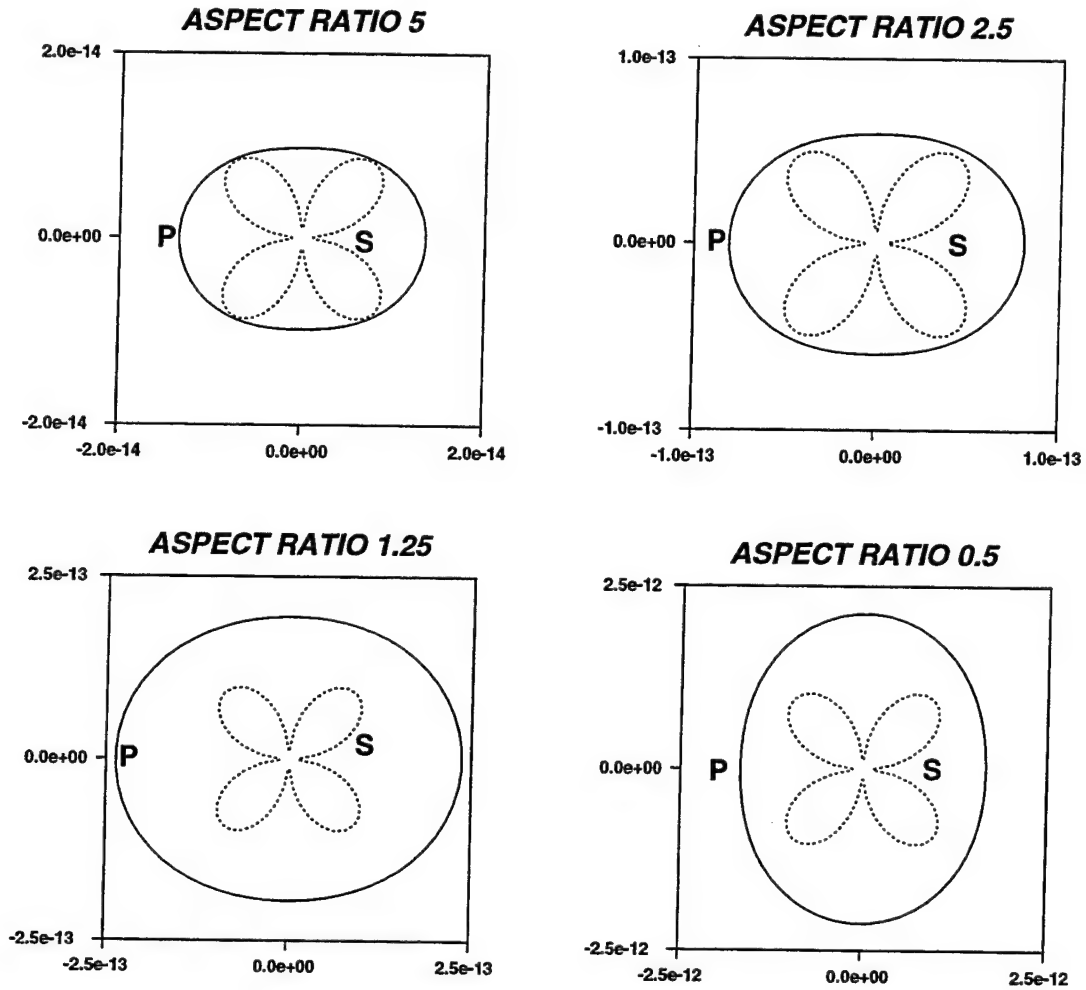 ASPECT RATIO 5
2.0e-14
0.0e+00
-2.0e-14
P
S
-2.0e-14
0.0e+00
2.0e-14
ASPECT RATIO 2.5
1.0e-13
0.0e+00
-1.0e-13
P
S
-1.0e-13
0.0e+00
1.0e-13
ASPECT RATIO 1.25
2.5e-13
0.0e+00
-2.5e-13
P
S
-2.5e-13
0.0e+00
2.5e-13
ASPECT RATIO 0.5
2.5e-12
0.0e+00
-2.5e-12
P
S
-2.5e-12
0.0e+00
2.5e-12